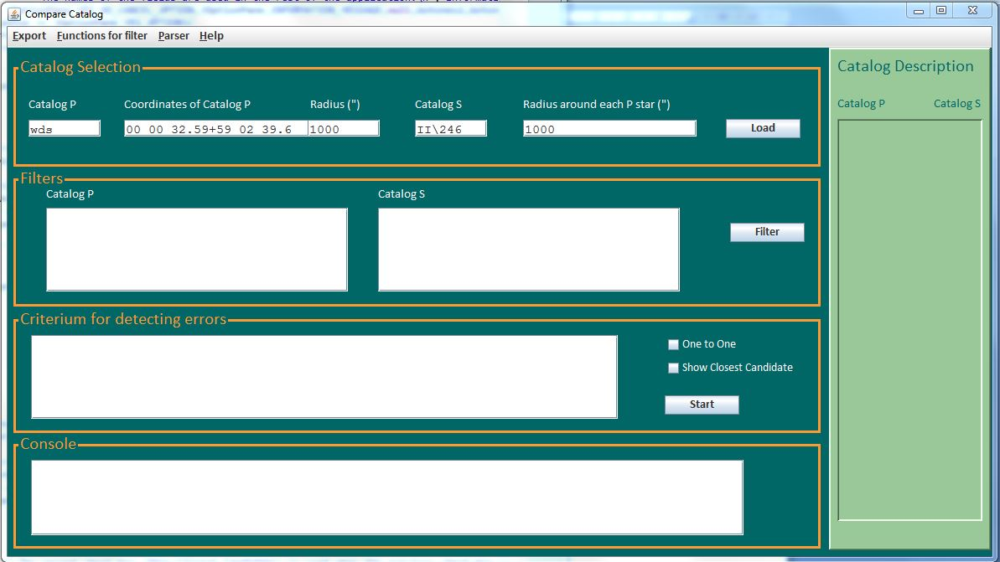 Compare Catalog
Export Functions for filter Parser Help
Catalog Selection
Catalog P Coordinates of Catalog P Radius (") Catalog S Radius around each P star (")
wds 00 00 32.59+59 02 39.6 1000 II\246 1000 Load
Filters
Catalog P Catalog S
Filter
Criterium for detecting errors
One to One
Show Closest Candidate
Start
Console
Catalog Description
Catalog P Catalog S